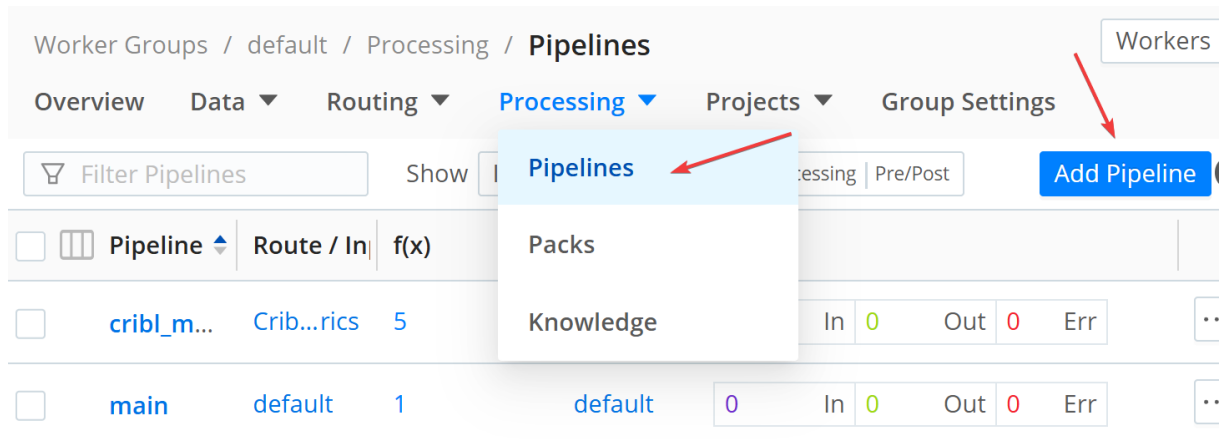 Worker Groups / default / Processing / Pipelines
Workers
Overview Data Routing Processing Projects Group Settings
Filter Pipelines Show Pipelines essing Pre/Post Add Pipeline
Packs
Knowledge
Pipeline Route / In f(x)
cribl_m... Crib...rics 5 In 0 Out 0 Err
main default 1 default 0 In 0 Out 0 Err